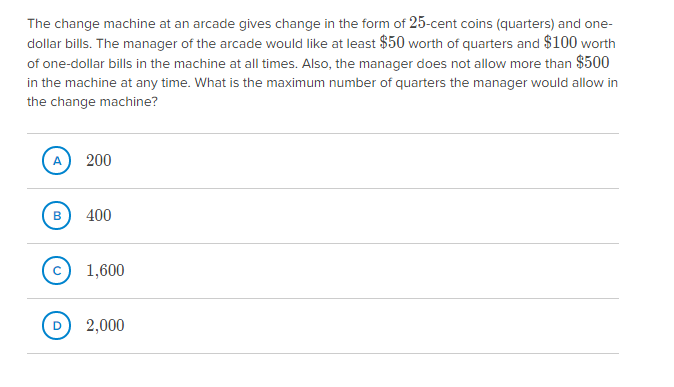 The change machine at an arcade gives change in the form of 25-cent coins (quarters) and one-
dollar bills. The manager of the arcade would like at least $50 worth of quarters and $100 worth
of one-dollar bills in the machine at all times. Also, the manager does not allow more than $500
in the machine at any time. What is the maximum number of quarters the manager would allow in
the change machine?
A 200
B 400
C 1,600
D 2,000